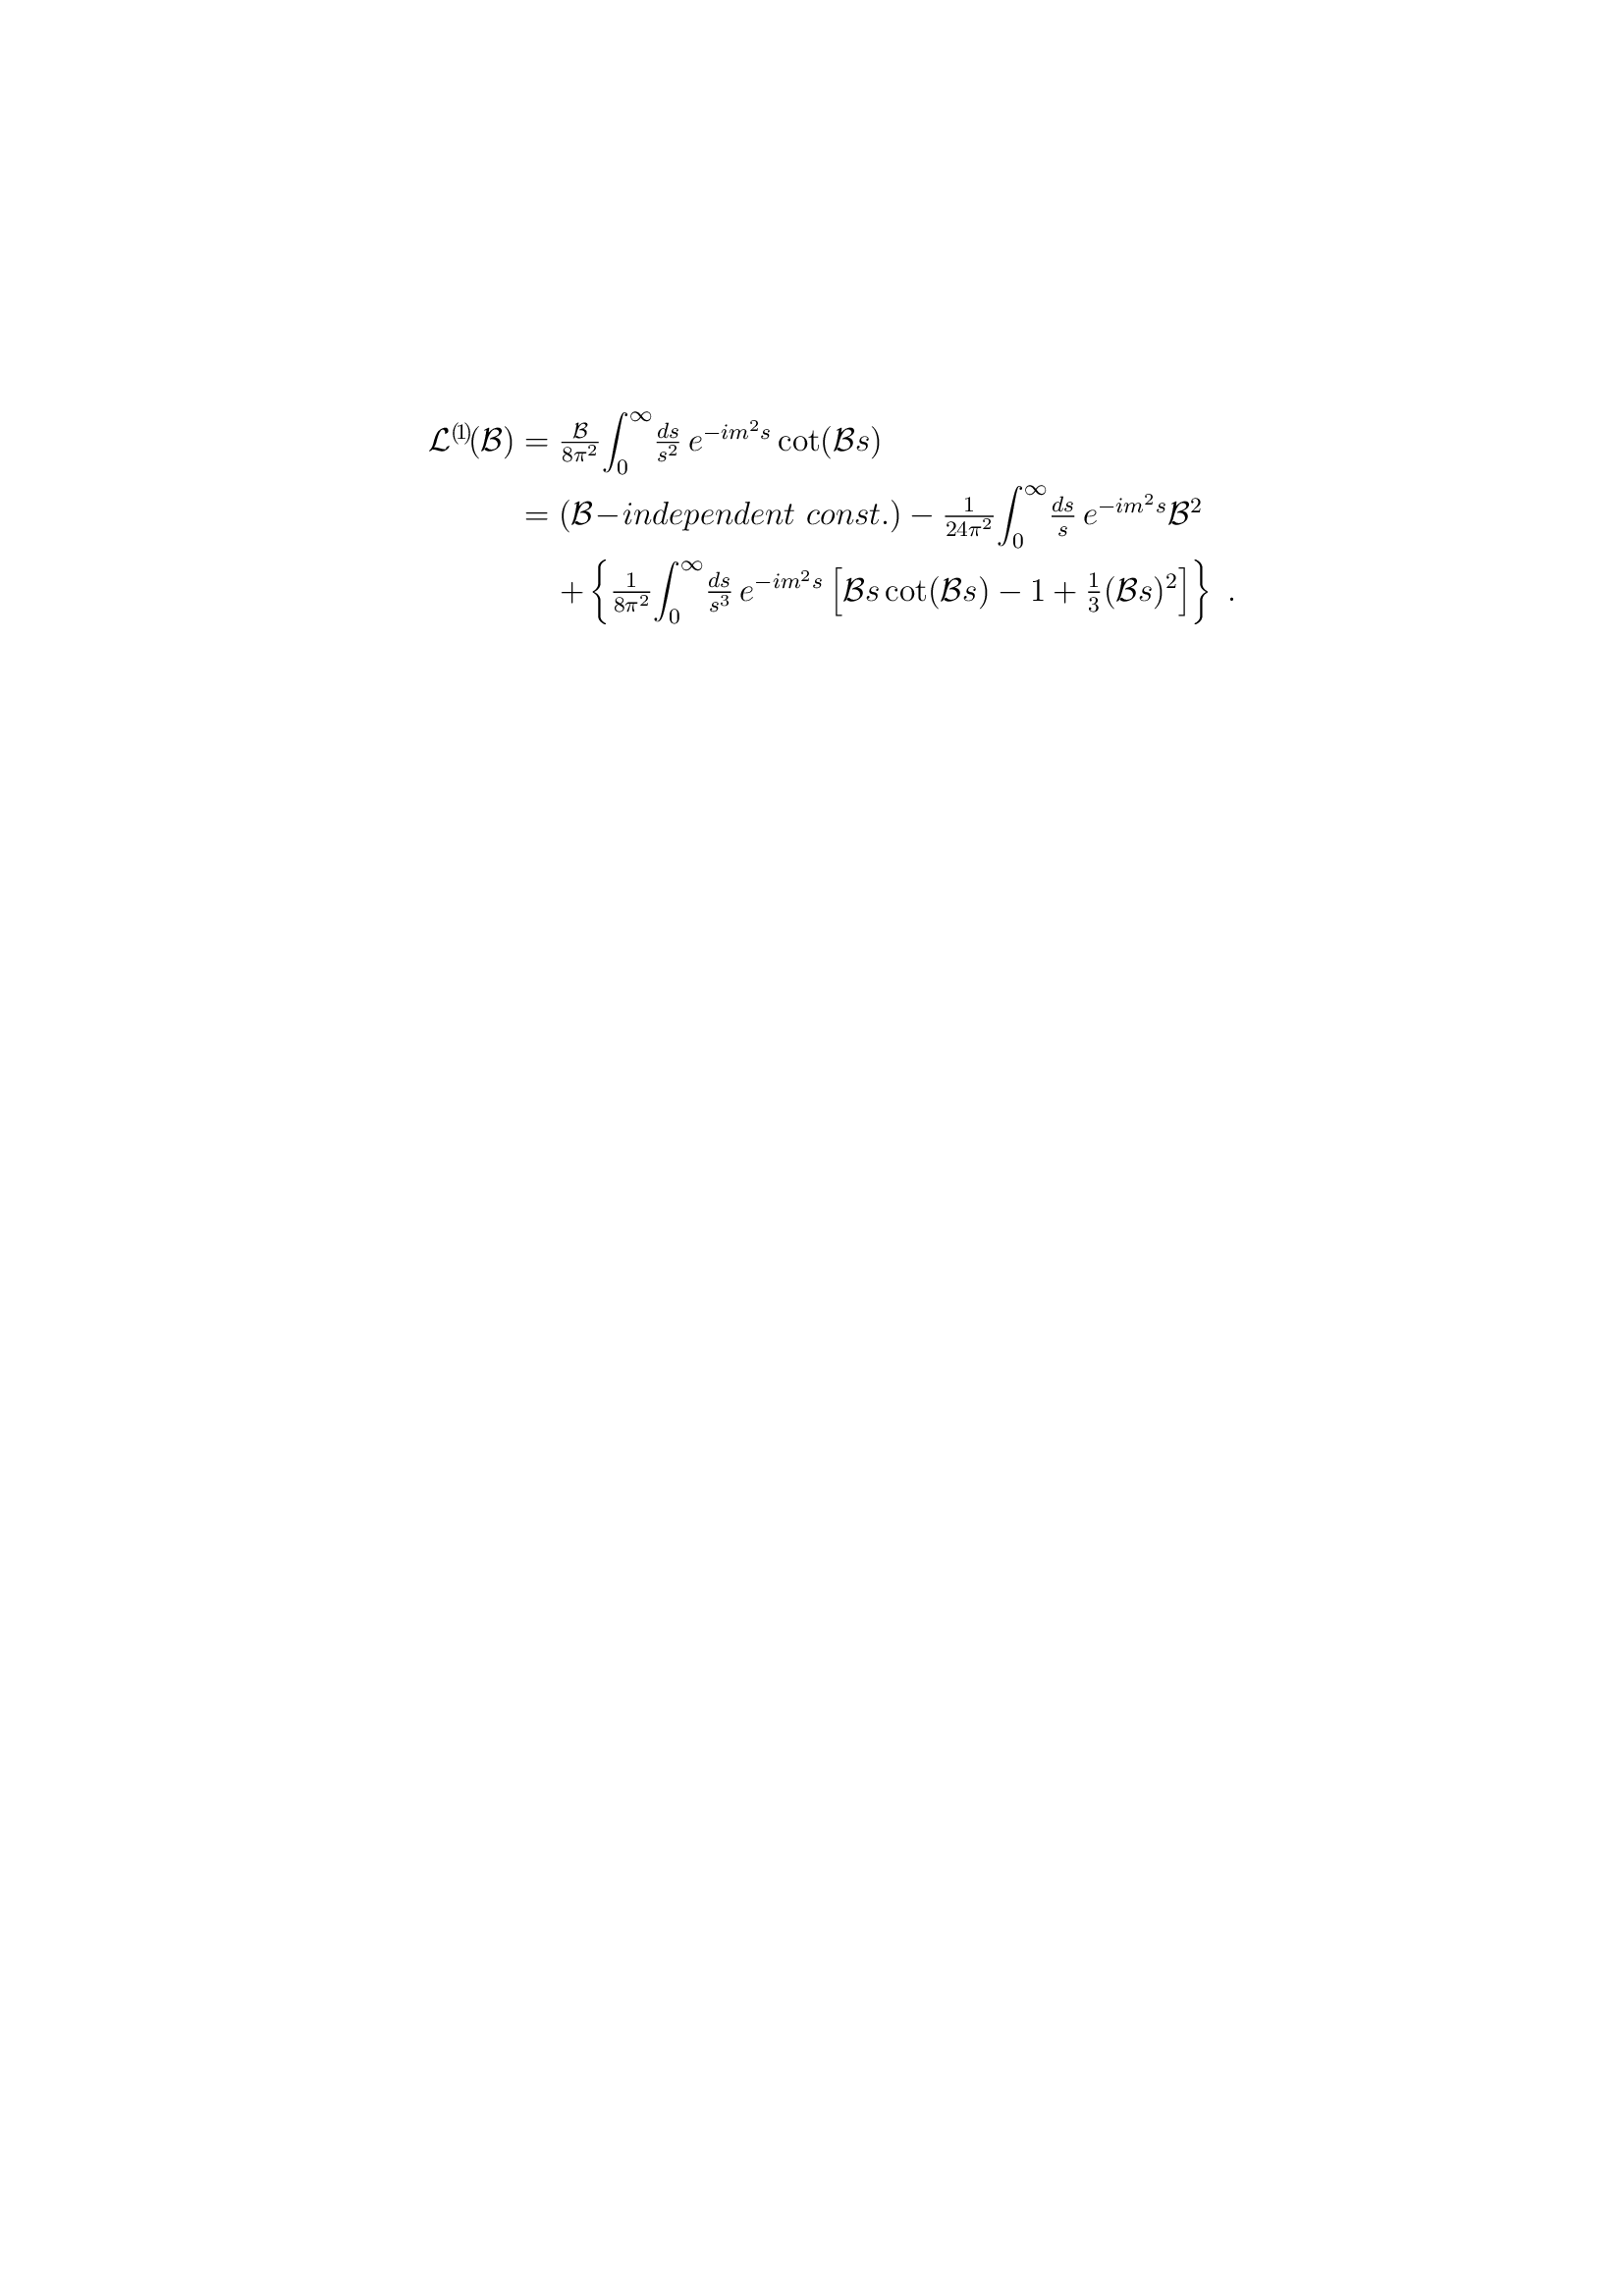 $\mathcal{L}^{(1)}(\mathcal{B}) = \frac{\mathcal{B}}{8\pi^2} \int_0^\infty \frac{ds}{s^2} \, e^{-im^2 s} \cot(\mathcal{B}s)$
$= (\mathcal{B}-independent \ const.) - \frac{1}{24\pi^2} \int_0^\infty \frac{ds}{s} \, e^{-im^2 s} \mathcal{B}^2$
$+ \left\{ \frac{1}{8\pi^2} \int_0^\infty \frac{ds}{s^3} \, e^{-im^2 s} \left[ \mathcal{B}s \cot(\mathcal{B}s) - 1 + \frac{1}{3} (\mathcal{B}s)^2 \right] \right\} \ .$